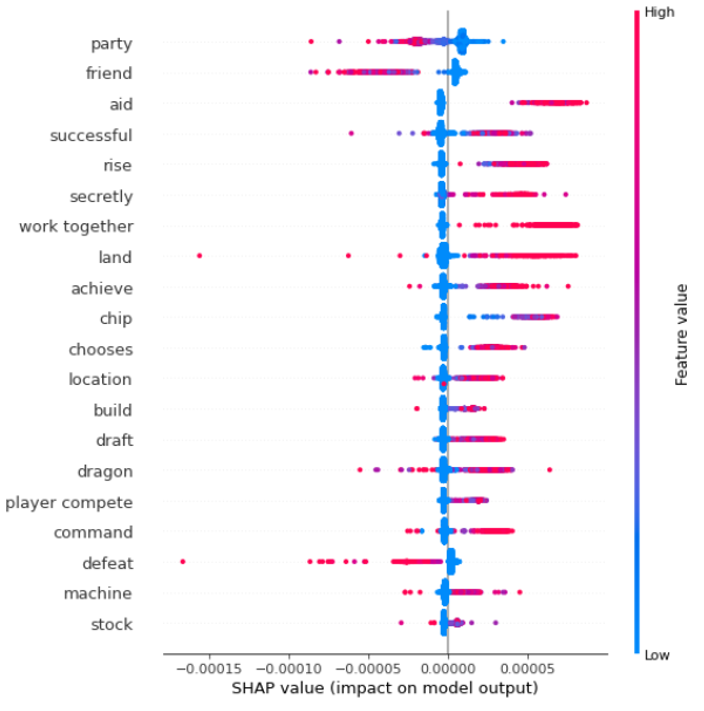 High
party
friend
aid
successful
rise
secretly
work together
land
achieve
chip
chooses
location
build
draft
dragon
player compete
command
defeat
machine
stock
Feature value
Low
−0.00015 −0.00010 −0.00005 0.00000 0.00005
SHAP value (impact on model output)